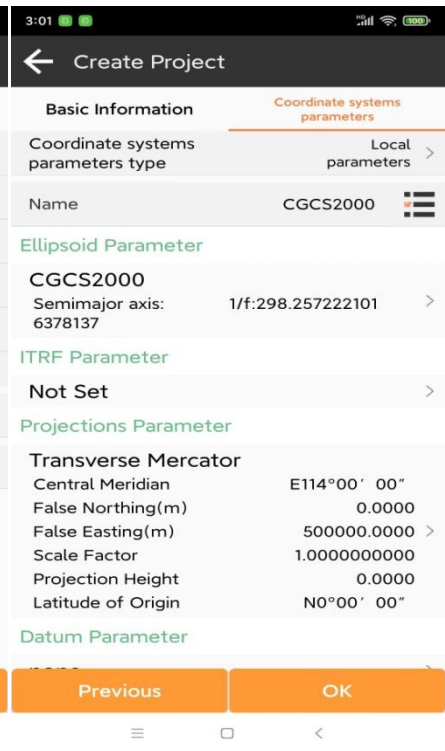 3:01
HD
100
Create Project
Basic Information
Coordinate systems
parameters
Coordinate systems
parameters type
Local
parameters
Name
CGCS2000
Ellipsoid Parameter
CGCS2000
Semimajor axis:
6378137
1/f:298.257222101
ITRF Parameter
Not Set
Projections Parameter
Transverse Mercator
Central Meridian E114°00′ 00″
False Northing(m) 0.0000
False Easting(m) 500000.0000
Scale Factor 1.0000000000
Projection Height 0.0000
Latitude of Origin N0°00′ 00″
Datum Parameter
Previous
OK